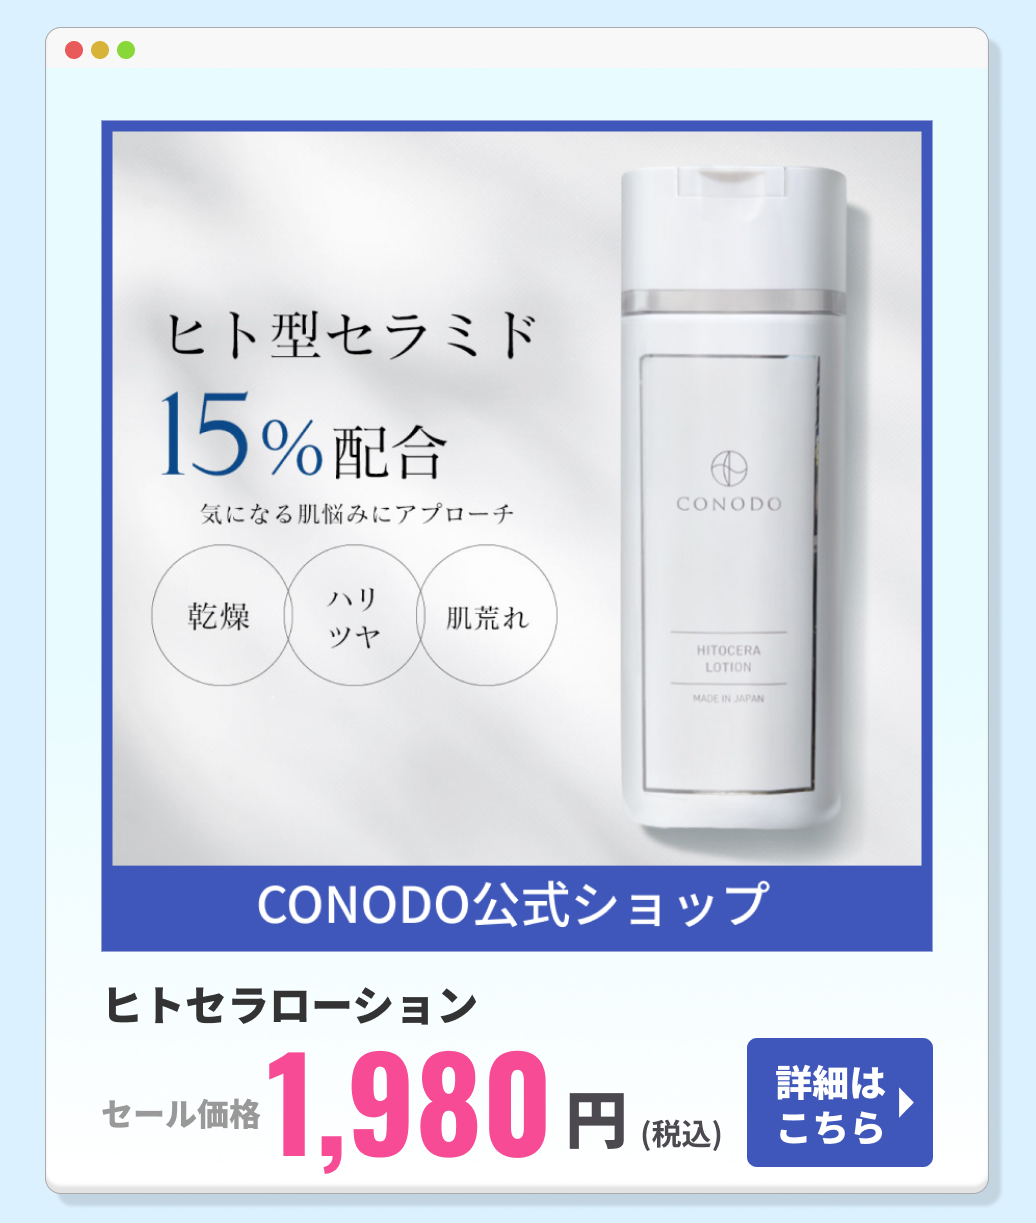 ヒト型セラミド
15%配合
気になる肌悩みにアプローチ
乾燥
ハリ
ツヤ
肌荒れ
CONODO
HITOCERA
LOTION
MADE IN JAPAN
CONODO公式ショップ
ヒトセラローション
セール価格 1,980 円 (税込)
詳細は
こちら